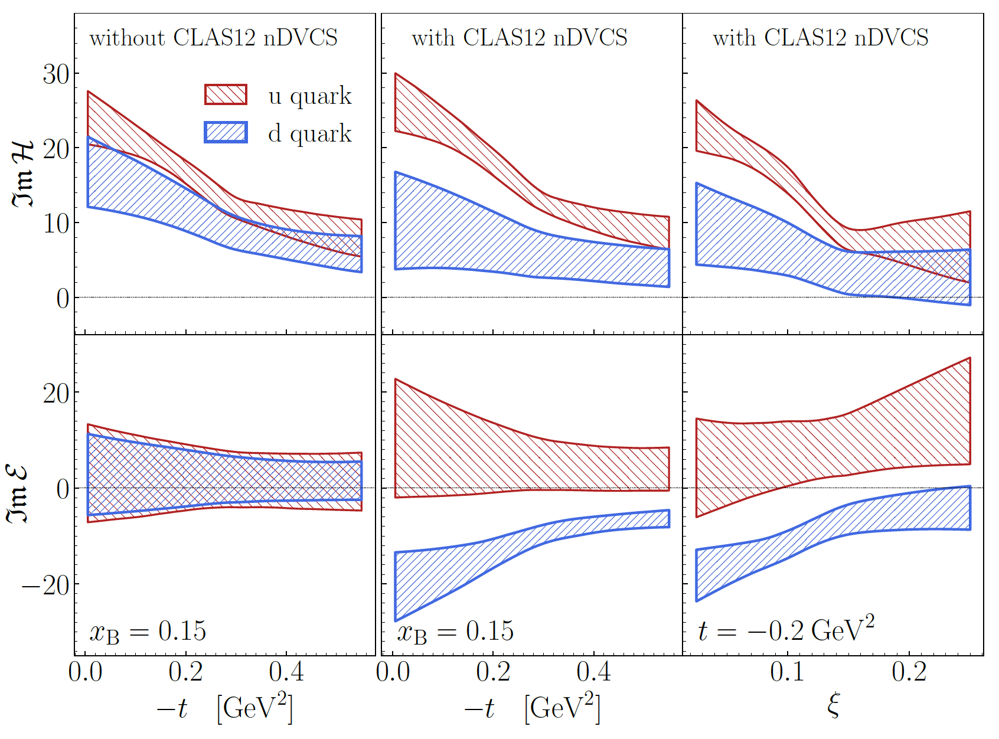 without CLAS12 nDVCS
with CLAS12 nDVCS
with CLAS12 nDVCS
u quark
d quark
ℑm ℋ
30
20
10
0
ℑm ℰ
20
0
−20
x_B = 0.15
x_B = 0.15
t = −0.2 GeV²
0.0 0.2 0.4
0.0 0.2 0.4
0.1 0.2
−t [GeV²]
−t [GeV²]
ξ